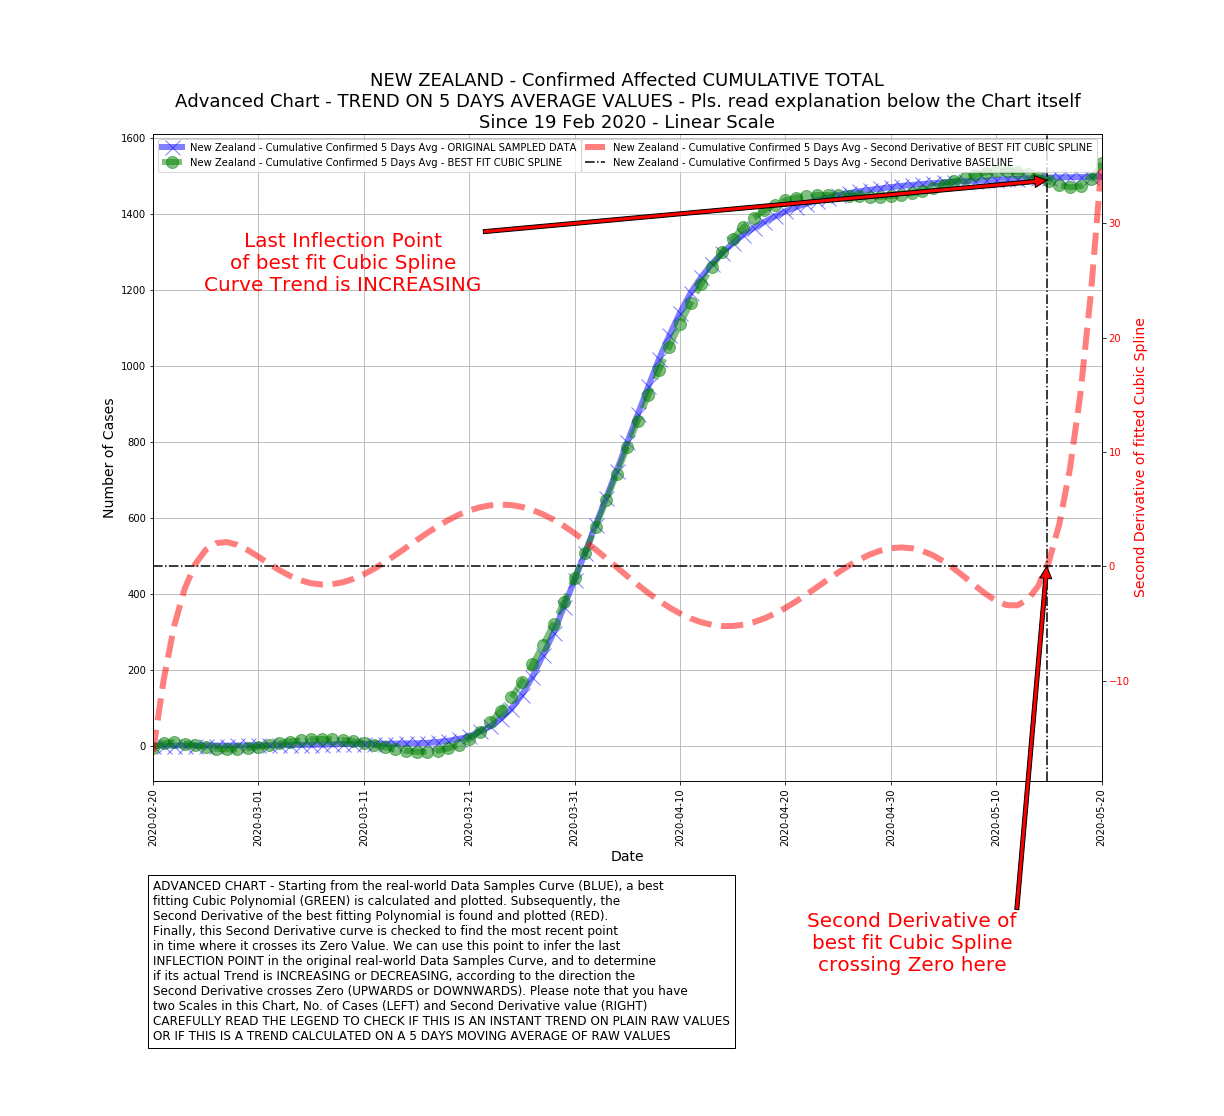 NEW ZEALAND - Confirmed Affected CUMULATIVE TOTAL
Advanced Chart - TREND ON 5 DAYS AVERAGE VALUES - Pls. read explanation below the Chart itself
Since 19 Feb 2020 - Linear Scale
New Zealand - Cumulative Confirmed 5 Days Avg - ORIGINAL SAMPLED DATA
New Zealand - Cumulative Confirmed 5 Days Avg - BEST FIT CUBIC SPLINE
New Zealand - Cumulative Confirmed 5 Days Avg - Second Derivative of BEST FIT CUBIC SPLINE
New Zealand - Cumulative Confirmed 5 Days Avg - Second Derivative BASELINE
Last Inflection Point
of best fit Cubic Spline
Curve Trend is INCREASING
Number of Cases
1600
1400
1200
1000
800
600
400
200
0
Second Derivative of fitted Cubic Spline
30
20
10
0
−10
2020-02-20
2020-03-01
2020-03-11
2020-03-21
2020-03-31
2020-04-10
2020-04-20
2020-04-30
2020-05-10
2020-05-20
Date
ADVANCED CHART - Starting from the real-world Data Samples Curve (BLUE), a best
fitting Cubic Polynomial (GREEN) is calculated and plotted. Subsequently, the
Second Derivative of the best fitting Polynomial is found and plotted (RED).
Finally, this Second Derivative curve is checked to find the most recent point
in time where it crosses its Zero Value. We can use this point to infer the last
INFLECTION POINT in the original real-world Data Samples Curve, and to determine
if its actual Trend is INCREASING or DECREASING, according to the direction the
Second Derivative crosses Zero (UPWARDS or DOWNWARDS). Please note that you have
two Scales in this Chart, No. of Cases (LEFT) and Second Derivative value (RIGHT)
CAREFULLY READ THE LEGEND TO CHECK IF THIS IS AN INSTANT TREND ON PLAIN RAW VALUES
OR IF THIS IS A TREND CALCULATED ON A 5 DAYS MOVING AVERAGE OF RAW VALUES
Second Derivative of
best fit Cubic Spline
crossing Zero here